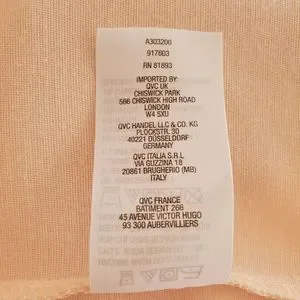 A303200
917603
RN 81893
IMPORTED BY:
QVC UK
CHISWICK PARK
566 CHISWICK HIGH ROAD
LONDON
W4 5XU
QVC HANDEL LLC & CO. KG
PLOCKSTR. 30
40221 DÜSSELDORF
GERMANY
QVC ITALIA S.R.L
VIA GUZZINA 18
20861 BRUGHERIO (MB)
ITALY
QVC FRANCE
BATIMENT 266
45 AVENUE VICTOR HUGO
93 300 AUBERVILLIERS